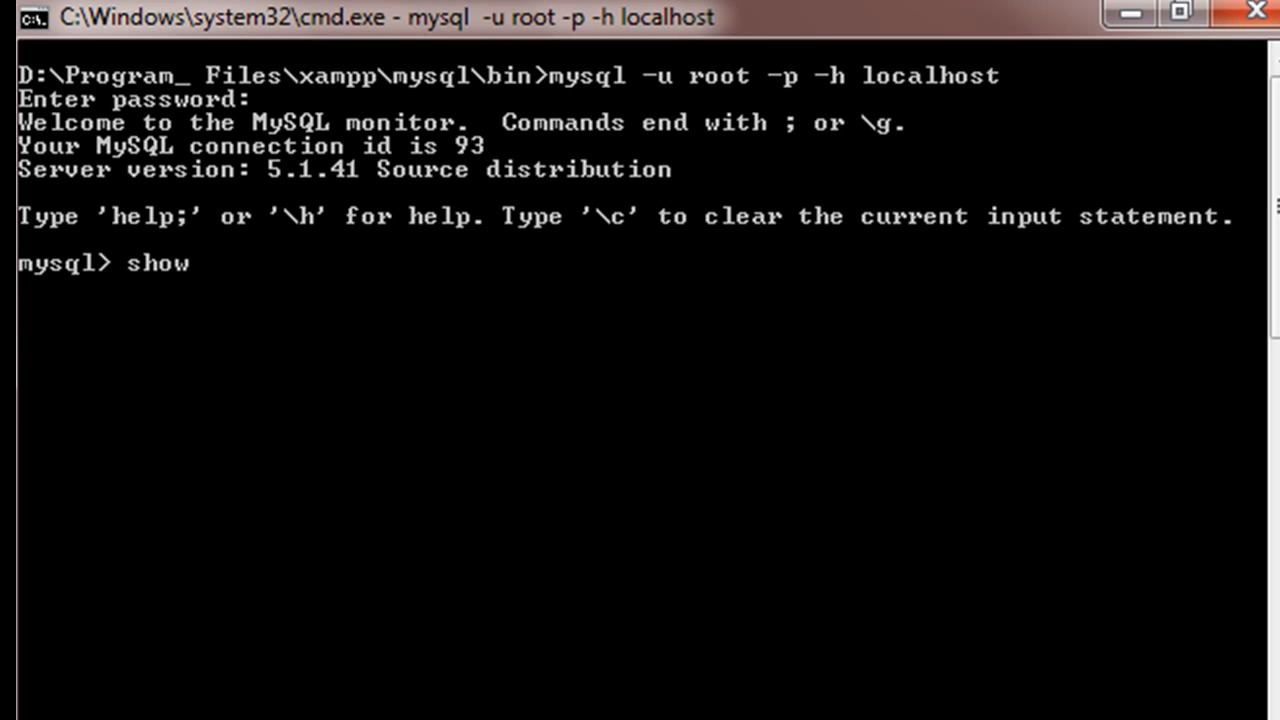 C:\Windows\system32\cmd.exe - mysql  -u root -p -h localhost
D:\Program_ Files\xampp\mysql\bin>mysql -u root -p -h localhost
Enter password:
Welcome to the MySQL monitor.  Commands end with ; or \g.
Your MySQL connection id is 93
Server version: 5.1.41 Source distribution
Type 'help;' or '\h' for help. Type '\c' to clear the current input statement.
mysql> show